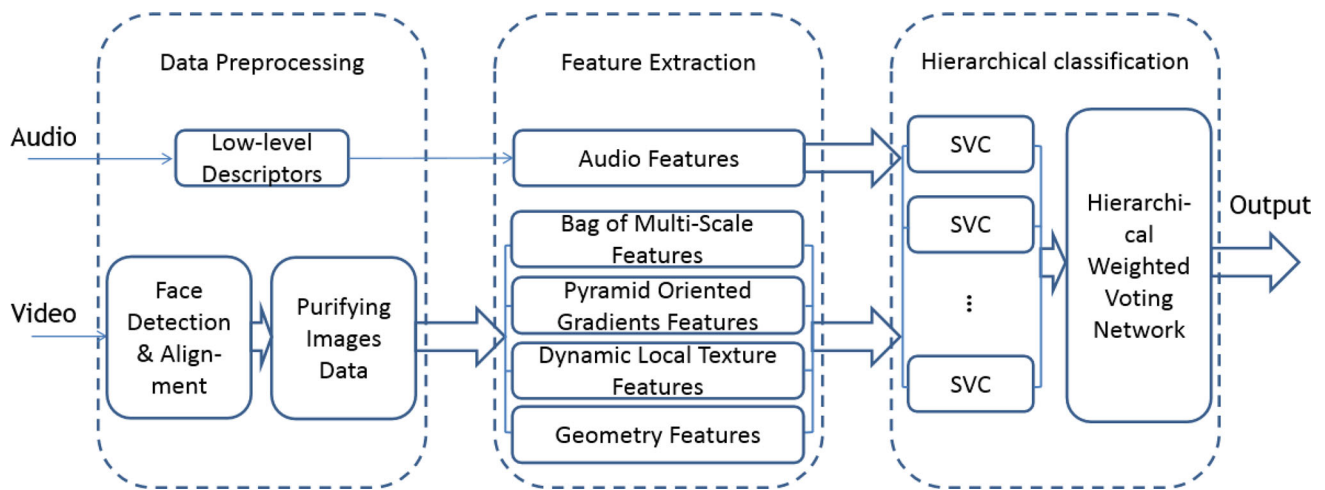 Data Preprocessing
Feature Extraction
Hierarchical classification
Audio
Low-level
Descriptors
Audio Features
SVC
Bag of Multi-Scale
Features
SVC
Hierarchi-
cal
Weighted
Voting
Network
Output
Video
Face
Detection
& Align-
ment
Purifying
Images
Data
Pyramid Oriented
Gradients Features
...
Dynamic Local Texture
Features
SVC
Geometry Features